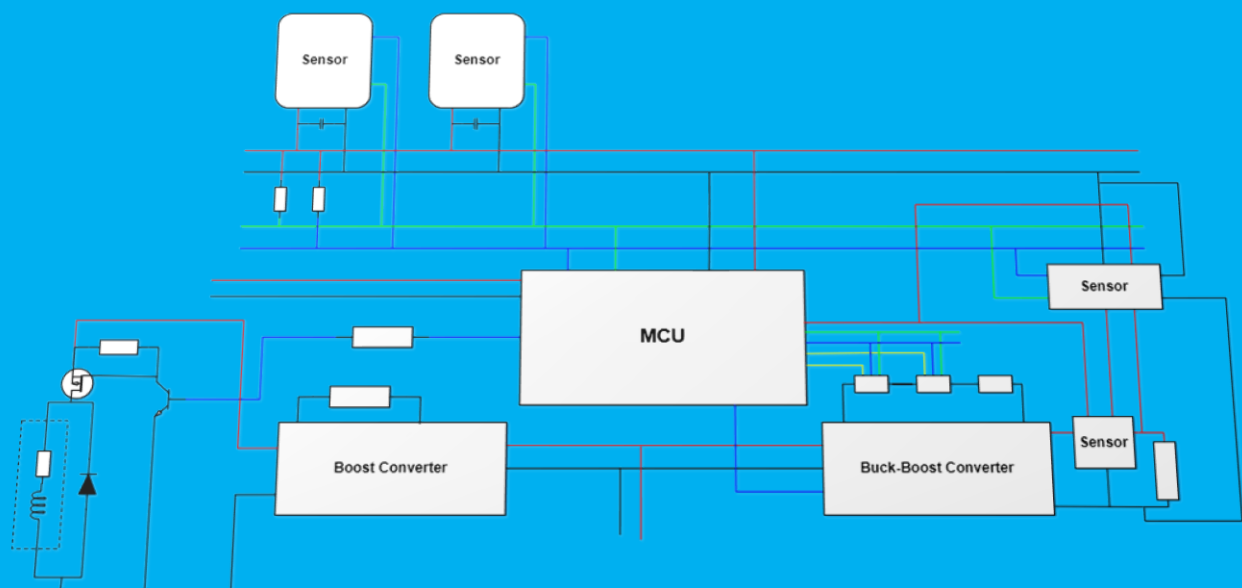 Sensor
Sensor
Sensor
MCU
Sensor
Boost Converter
Buck-Boost Converter